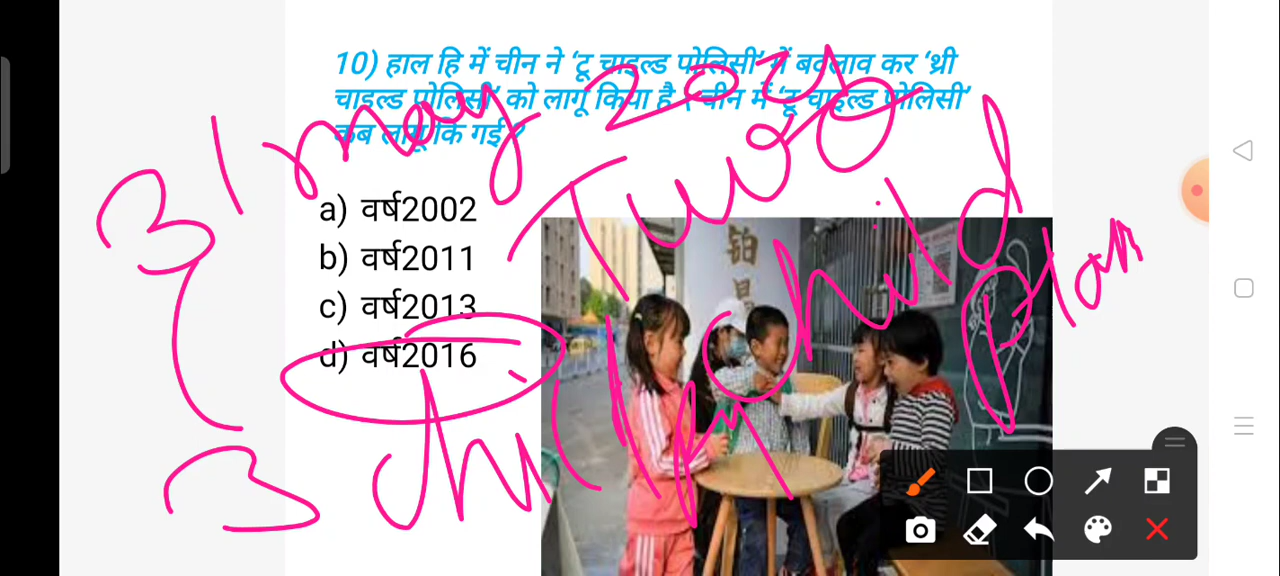 10) हाल हि में चीन ने ‘टू चाइल्ड पोलिसी’ में बदलाव कर ‘थ्री
चाइल्ड पोलिसी’ को लागू किया है । चीन में ‘टू चाइल्ड पोलिसी’
कब लागू कि गई ?
31 may 2021
a) वर्ष2002
b) वर्ष2011
c) वर्ष2013
d) वर्ष2016
Two
child
Plan
3 child
铂